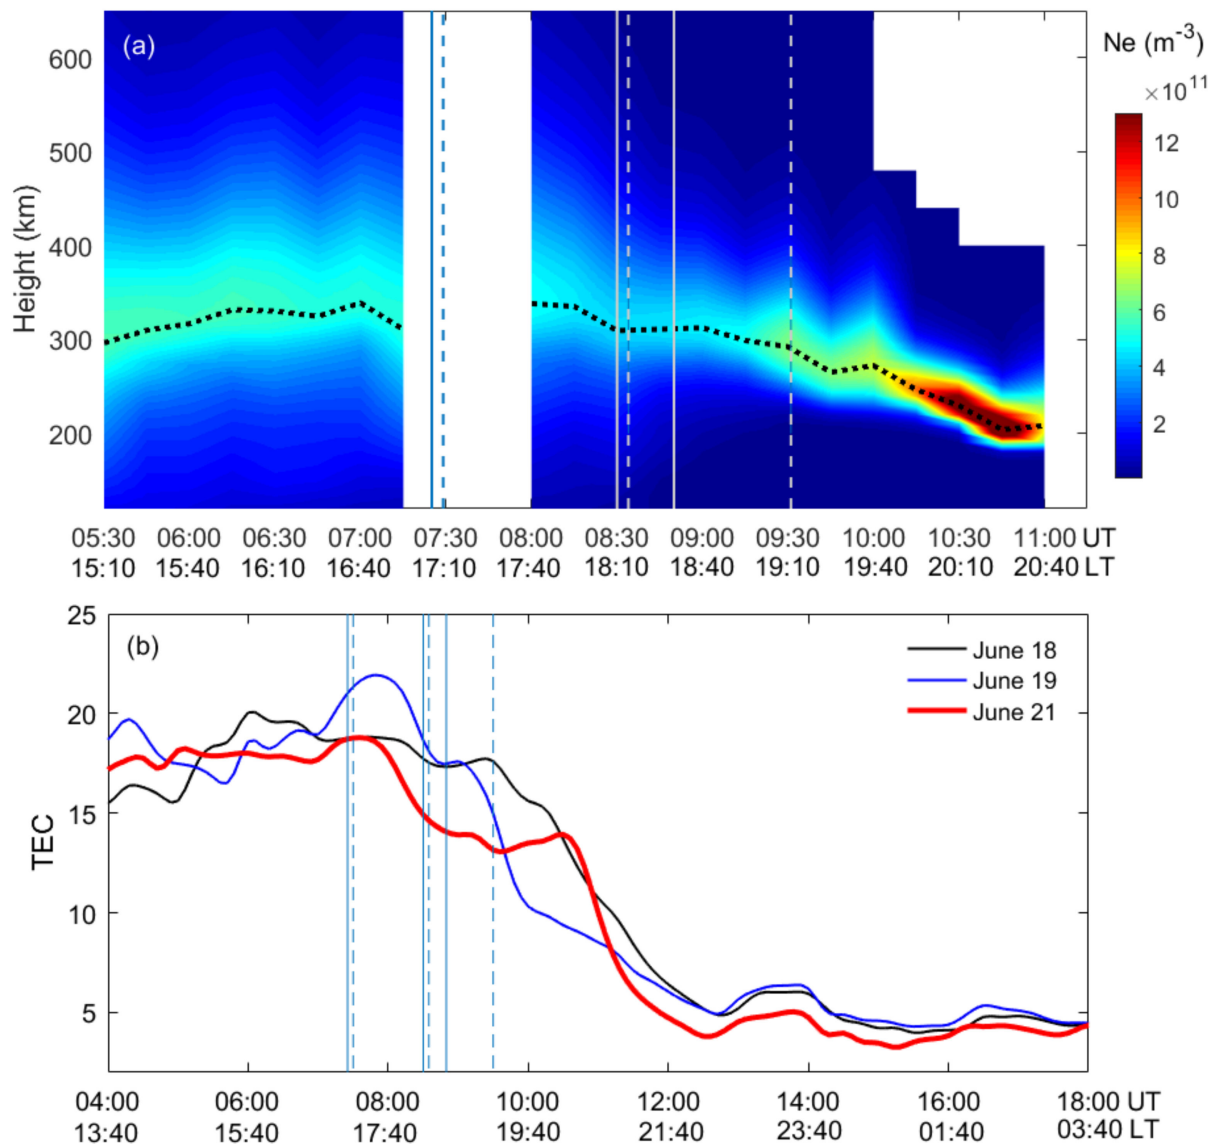 (a)
Ne (m-3)
×10^11
600
500
400
300
200
Height (km)
12
10
8
6
4
2
05:30 06:00 06:30 07:00 07:30 08:00 08:30 09:00 09:30 10:00 10:30 11:00 UT
15:10 15:40 16:10 16:40 17:10 17:40 18:10 18:40 19:10 19:40 20:10 20:40 LT
(b)
June 18
June 19
June 21
25
20
15
10
5
TEC
04:00 06:00 08:00 10:00 12:00 14:00 16:00 18:00 UT
13:40 15:40 17:40 19:40 21:40 23:40 01:40 03:40 LT